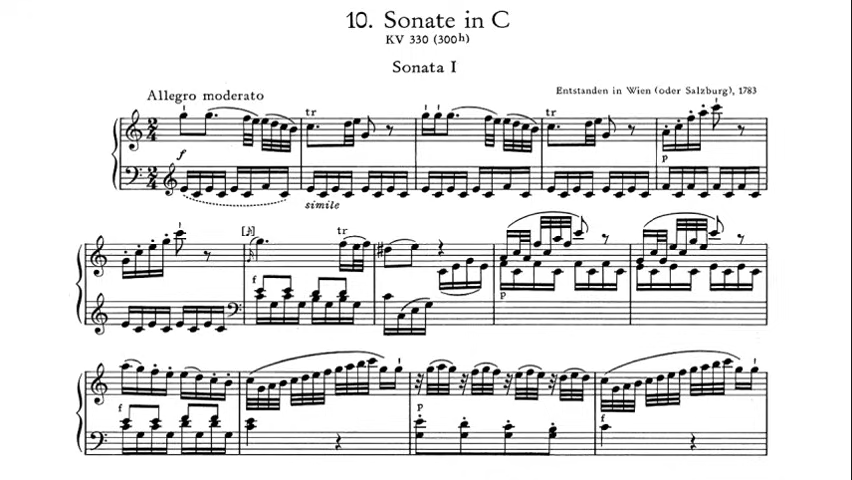 10. Sonate in C
KV 330 (300h)
Sonata I
Entstanden in Wien (oder Salzburg), 1783
Allegro moderato
tr tr
f p
simile
tr
f p
f p